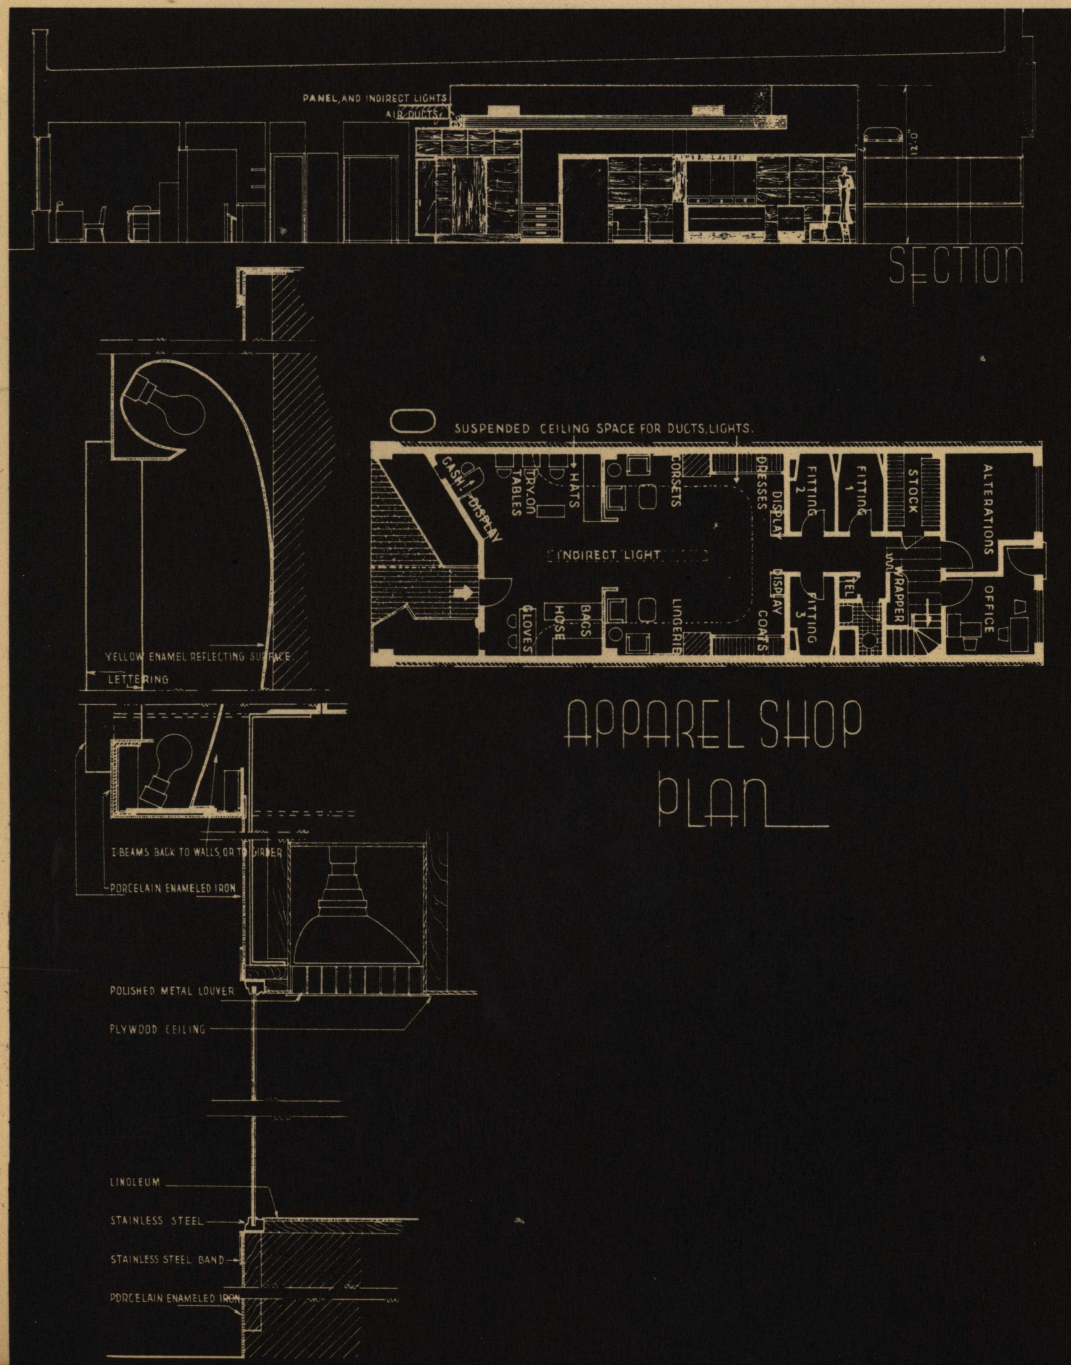 PANEL, AND INDIRECT LIGHTS
AIR DUCTS
12'.0"
SECTION
SUSPENDED CEILING SPACE FOR DUCTS, LIGHTS.
CASH
DISPLAY
TRY-ON
TABLES
HATS
CORSETS
DRESSES
DISPLAY
FITTING
2
FITTING
1
STOCK
ALTERATIONS
INDIRECT LIGHT
GLOVES
HOSE
BAGS
LINGERIE
DISPLAY
COATS
FITTING
3
TEL
WRAPPER
OFFICE
APPAREL SHOP
PLAN
YELLOW ENAMEL REFLECTING SURFACE.
LETTERING
I-BEAMS BACK TO WALLS, OR TO GIRDER
PORCELAIN ENAMELED IRON
POLISHED METAL LOUVER
PLYWOOD CEILING
LINOLEUM
STAINLESS STEEL
STAINLESS STEEL BAND
PORCELAIN ENAMELED IRON